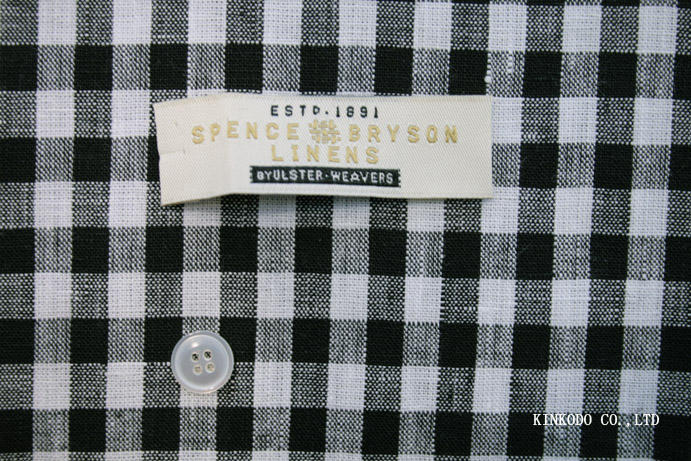 ESTD.1891
SPENCE BRYSON
LINENS
BY ULSTER-WEAVERS
KINKODO CO.,LTD